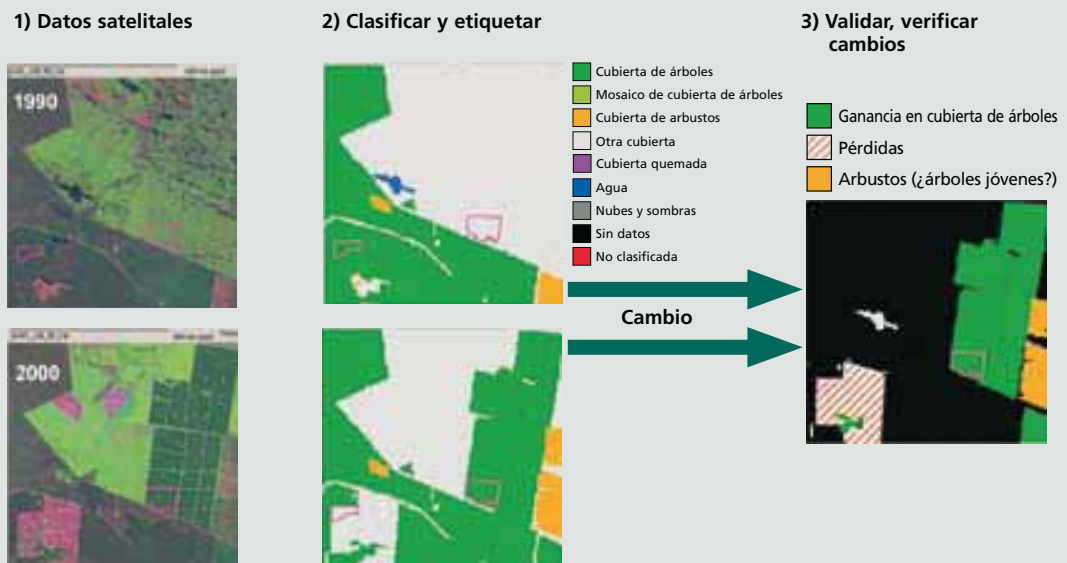 1) Datos satelitales
2) Clasificar y etiquetar
3) Validar, verificar
cambios
1990
2000
Cubierta de árboles
Mosaico de cubierta de árboles
Cubierta de arbustos
Otra cubierta
Cubierta quemada
Agua
Nubes y sombras
Sin datos
No clasificada
Cambio
Ganancia en cubierta de árboles
Pérdidas
Arbustos (¿árboles jóvenes?)